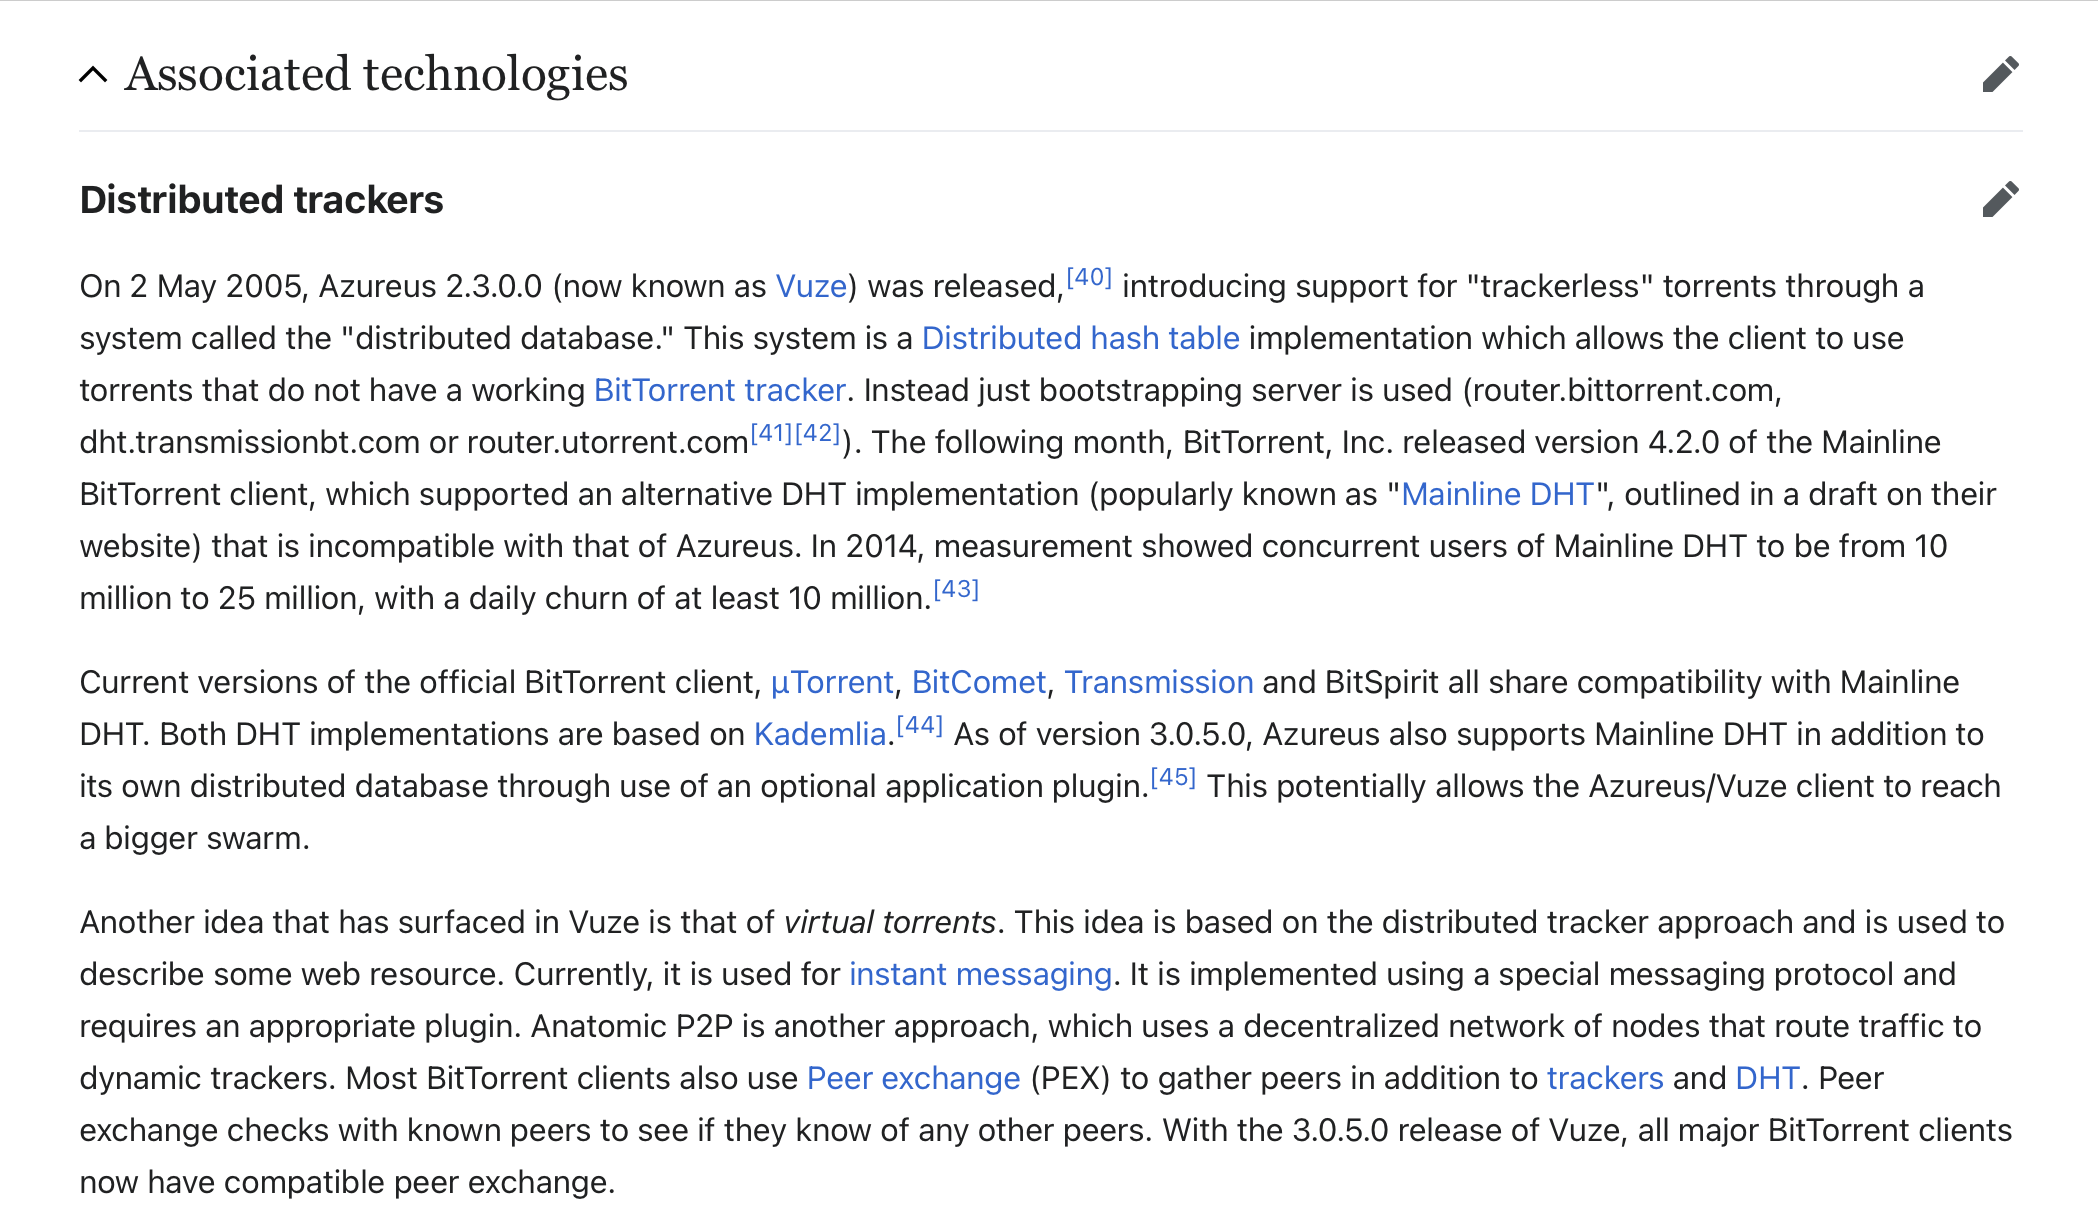 Associated technologies
Distributed trackers
On 2 May 2005, Azureus 2.3.0.0 (now known as Vuze) was released,[40] introducing support for "trackerless" torrents through a
system called the "distributed database." This system is a Distributed hash table implementation which allows the client to use
torrents that do not have a working BitTorrent tracker. Instead just bootstrapping server is used (router.bittorrent.com,
dht.transmissionbt.com or router.utorrent.com[41][42]). The following month, BitTorrent, Inc. released version 4.2.0 of the Mainline
BitTorrent client, which supported an alternative DHT implementation (popularly known as "Mainline DHT", outlined in a draft on their
website) that is incompatible with that of Azureus. In 2014, measurement showed concurrent users of Mainline DHT to be from 10
million to 25 million, with a daily churn of at least 10 million.[43]
Current versions of the official BitTorrent client, μTorrent, BitComet, Transmission and BitSpirit all share compatibility with Mainline
DHT. Both DHT implementations are based on Kademlia.[44] As of version 3.0.5.0, Azureus also supports Mainline DHT in addition to
its own distributed database through use of an optional application plugin.[45] This potentially allows the Azureus/Vuze client to reach
a bigger swarm.
Another idea that has surfaced in Vuze is that of virtual torrents. This idea is based on the distributed tracker approach and is used to
describe some web resource. Currently, it is used for instant messaging. It is implemented using a special messaging protocol and
requires an appropriate plugin. Anatomic P2P is another approach, which uses a decentralized network of nodes that route traffic to
dynamic trackers. Most BitTorrent clients also use Peer exchange (PEX) to gather peers in addition to trackers and DHT. Peer
exchange checks with known peers to see if they know of any other peers. With the 3.0.5.0 release of Vuze, all major BitTorrent clients
now have compatible peer exchange.